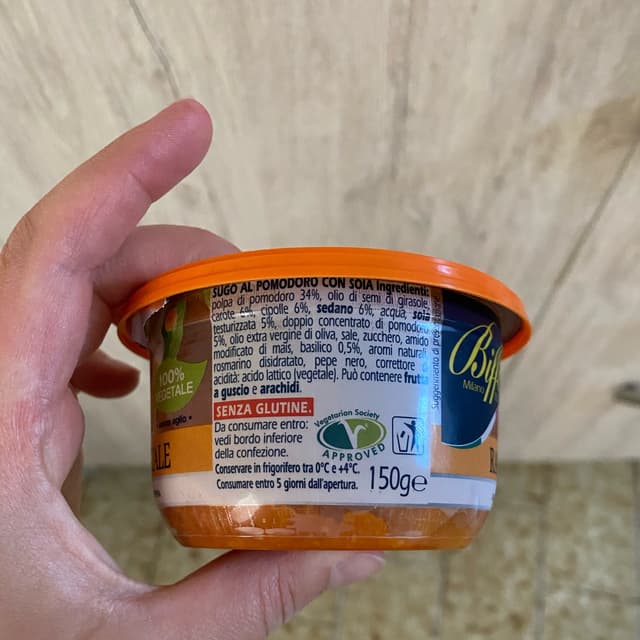 SUGO AL POMODORO CON SOIA Ingredienti:
polpa di pomodoro 34%, olio di semi di girasole,
carote 6%, cipolle 6%, sedano 6%, acqua, soia
testurizzata 5%, doppio concentrato di pomodoro
5%, olio extra vergine di oliva, sale, zucchero, amido
modificato di mais, basilico 0,5%, aromi naturali,
rosmarino disidratato, pepe nero, correttore di
acidità: acido lattico (vegetale). Può contenere frutta
a guscio e arachidi.
SENZA GLUTINE.
Da consumare entro:
vedi bordo inferiore
della confezione.
Conservare in frigorifero tra 0°C e +4°C.
Consumare entro 5 giorni dall'apertura.
150g℮
Vegetarian Society
APPROVED
100%
VEGETALE
ALE
Biff
Milano
Suggerimento di